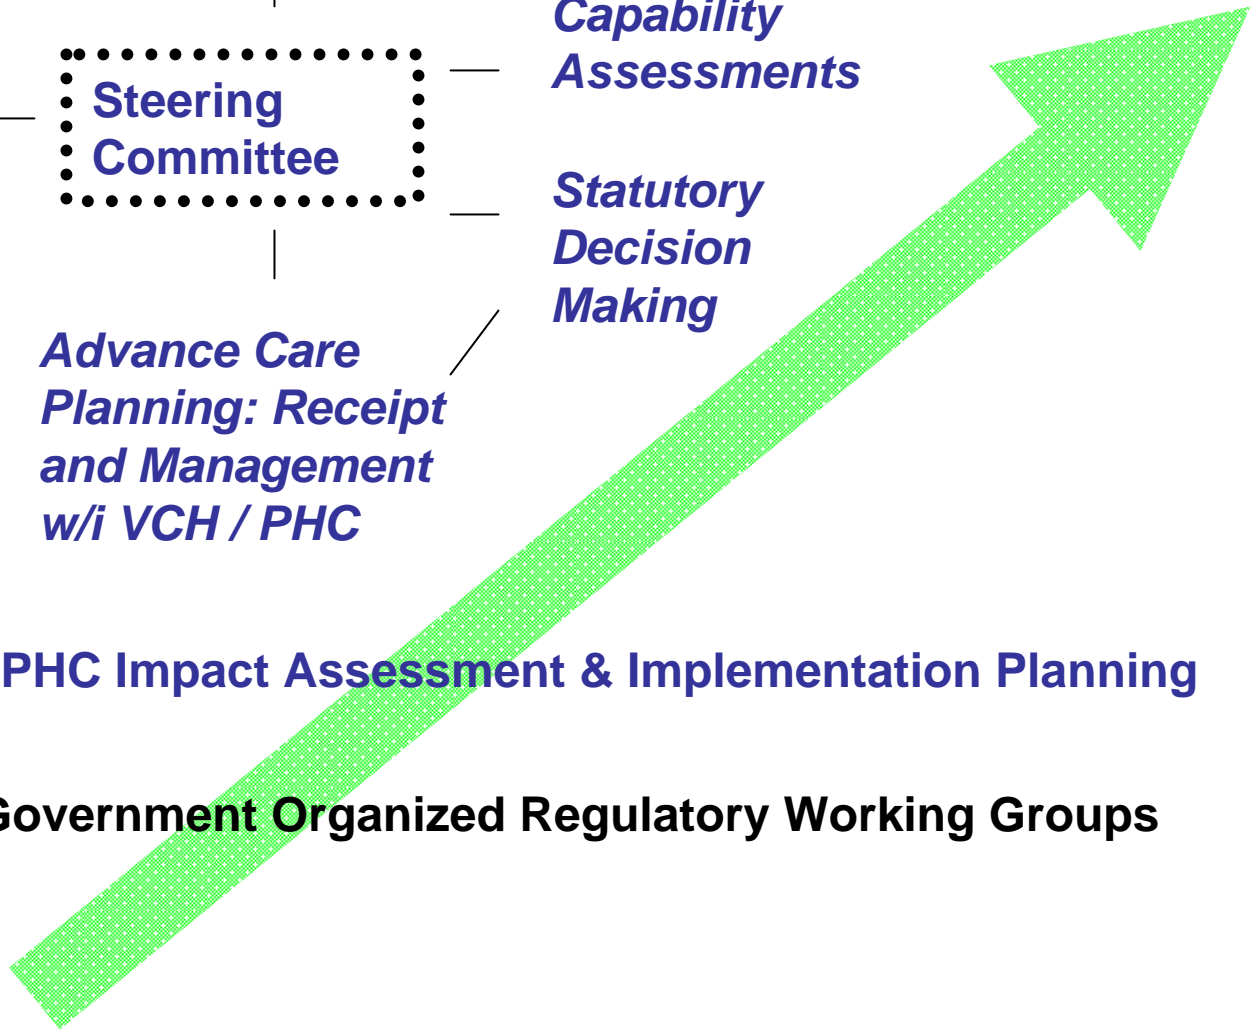 Capability
Assessments
Steering
Committee
Statutory
Decision
Making
Advance Care
Planning: Receipt
and Management
w/i VCH / PHC
PHC Impact Assessment & Implementation Planning
Government Organized Regulatory Working Groups